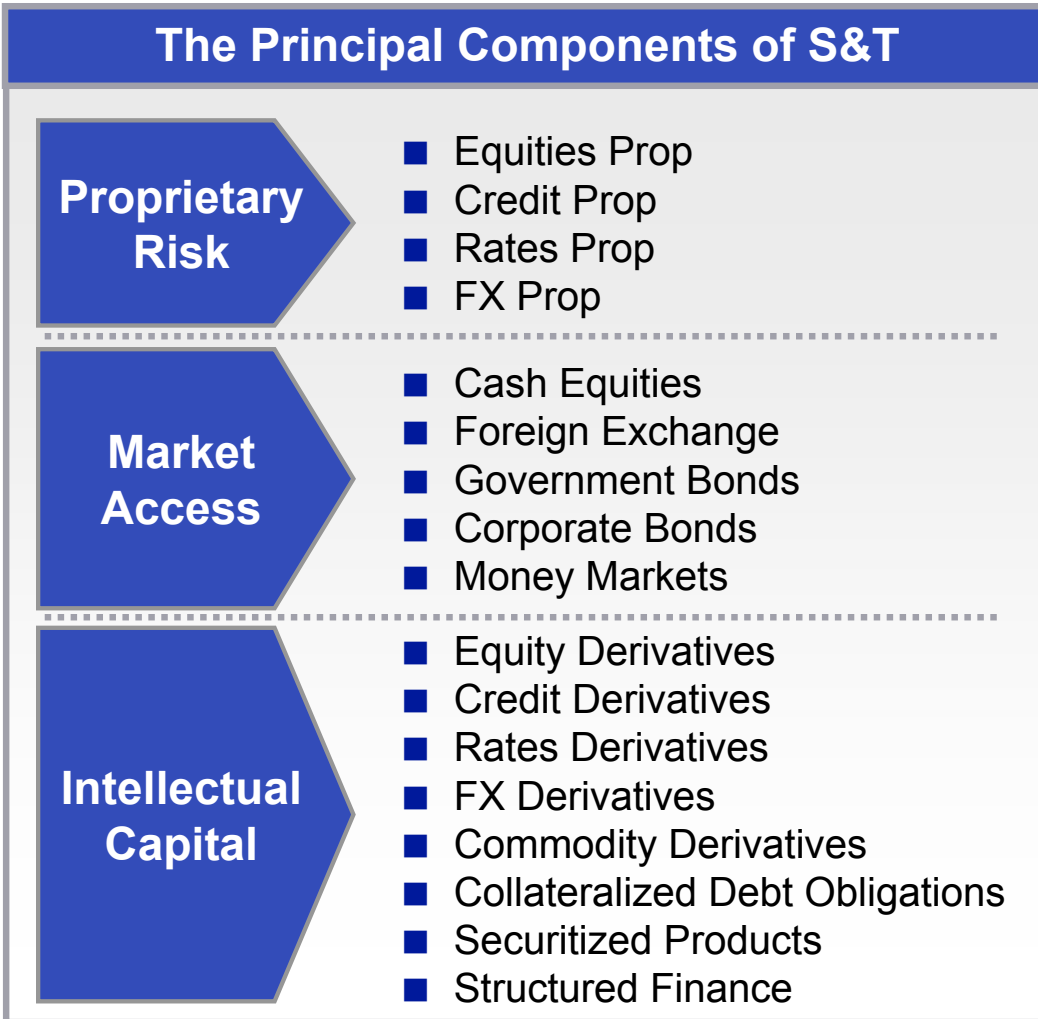 The Principal Components of S&T
Proprietary
Risk
■ Equities Prop
■ Credit Prop
■ Rates Prop
■ FX Prop
Market
Access
■ Cash Equities
■ Foreign Exchange
■ Government Bonds
■ Corporate Bonds
■ Money Markets
Intellectual
Capital
■ Equity Derivatives
■ Credit Derivatives
■ Rates Derivatives
■ FX Derivatives
■ Commodity Derivatives
■ Collateralized Debt Obligations
■ Securitized Products
■ Structured Finance